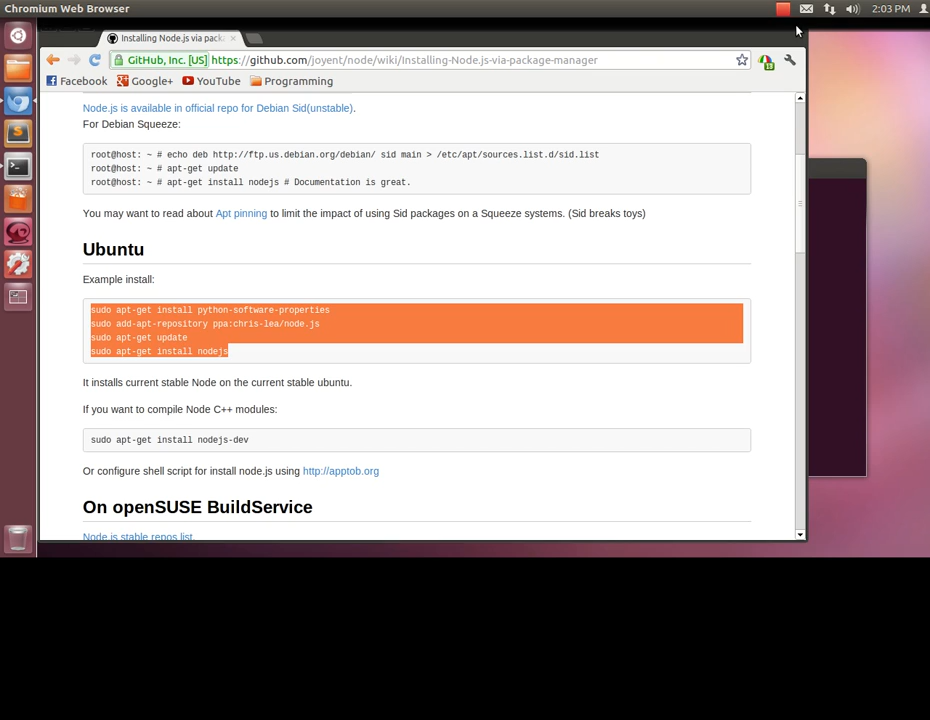 Chromium Web Browser
2:03 PM
Installing Node.js via pack
GitHub, Inc. [US] https://github.com/joyent/node/wiki/Installing-Node.js-via-package-manager
Facebook Google+ YouTube Programming
Node.js is available in official repo for Debian Sid(unstable).
For Debian Squeeze:
root@host: ~ # echo deb http://ftp.us.debian.org/debian/ sid main > /etc/apt/sources.list.d/sid.list
root@host: ~ # apt-get update
root@host: ~ # apt-get install nodejs # Documentation is great.
You may want to read about Apt pinning to limit the impact of using Sid packages on a Squeeze systems. (Sid breaks toys)
Ubuntu
Example install:
sudo apt-get install python-software-properties
sudo add-apt-repository ppa:chris-lea/node.js
sudo apt-get update
sudo apt-get install nodejs
It installs current stable Node on the current stable ubuntu.
If you want to compile Node C++ modules:
sudo apt-get install nodejs-dev
Or configure shell script for install node.js using http://apptob.org
On openSUSE BuildService
Node.js stable repos list.